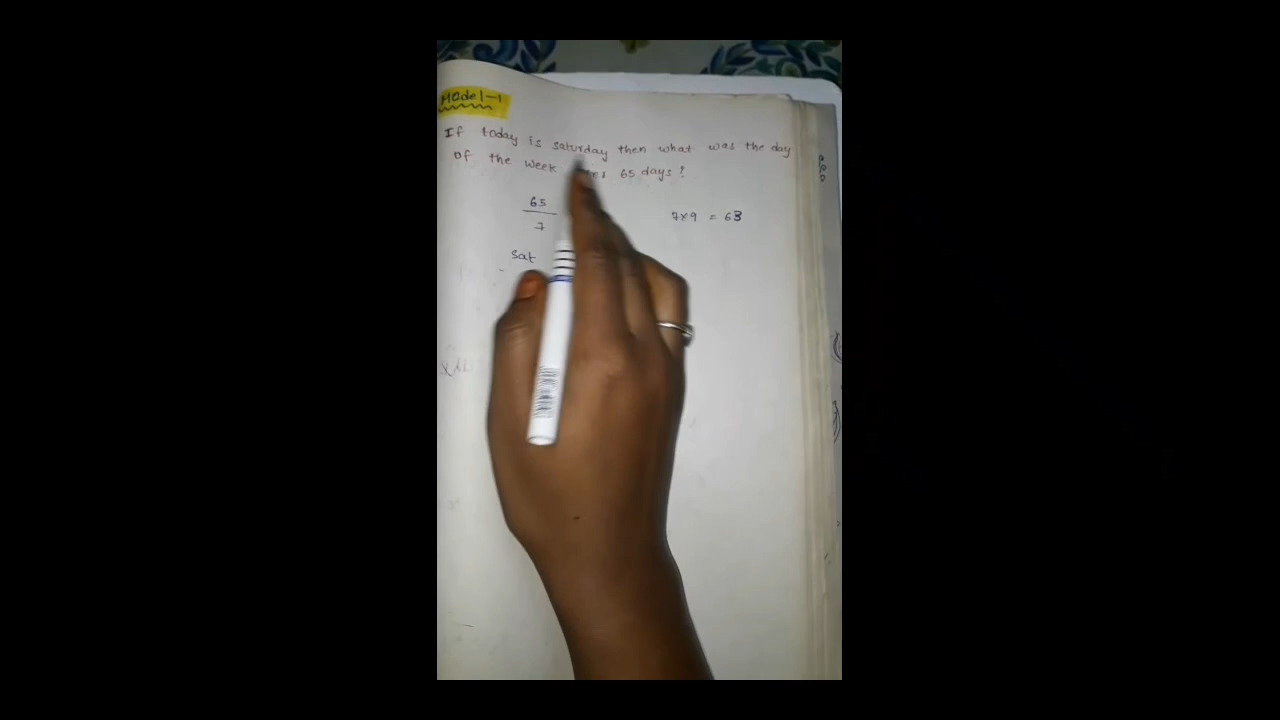 Model-1
If today is saturday then what was the day
of the week 65 days?
65
7
7x9 = 63
Sat